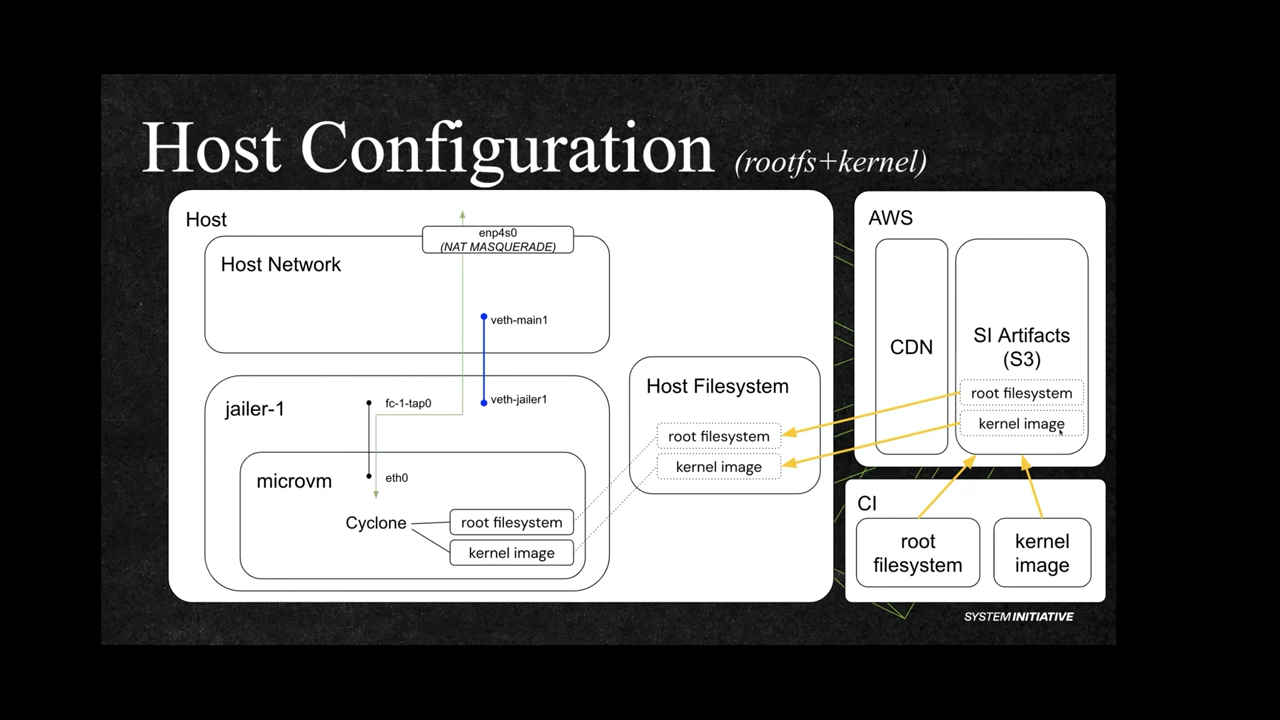 Host Configuration (rootfs+kernel)
Host
enp4s0
(NAT MASQUERADE)
Host Network
veth-main1
jailer-1
fc-1-tap0
veth-jailer1
microvm
eth0
Cyclone
root filesystem
kernel image
Host Filesystem
root filesystem
kernel image
AWS
CDN
SI Artifacts
(S3)
root filesystem
kernel image
CI
root
filesystem
kernel
image
SYSTEM INITIATIVE